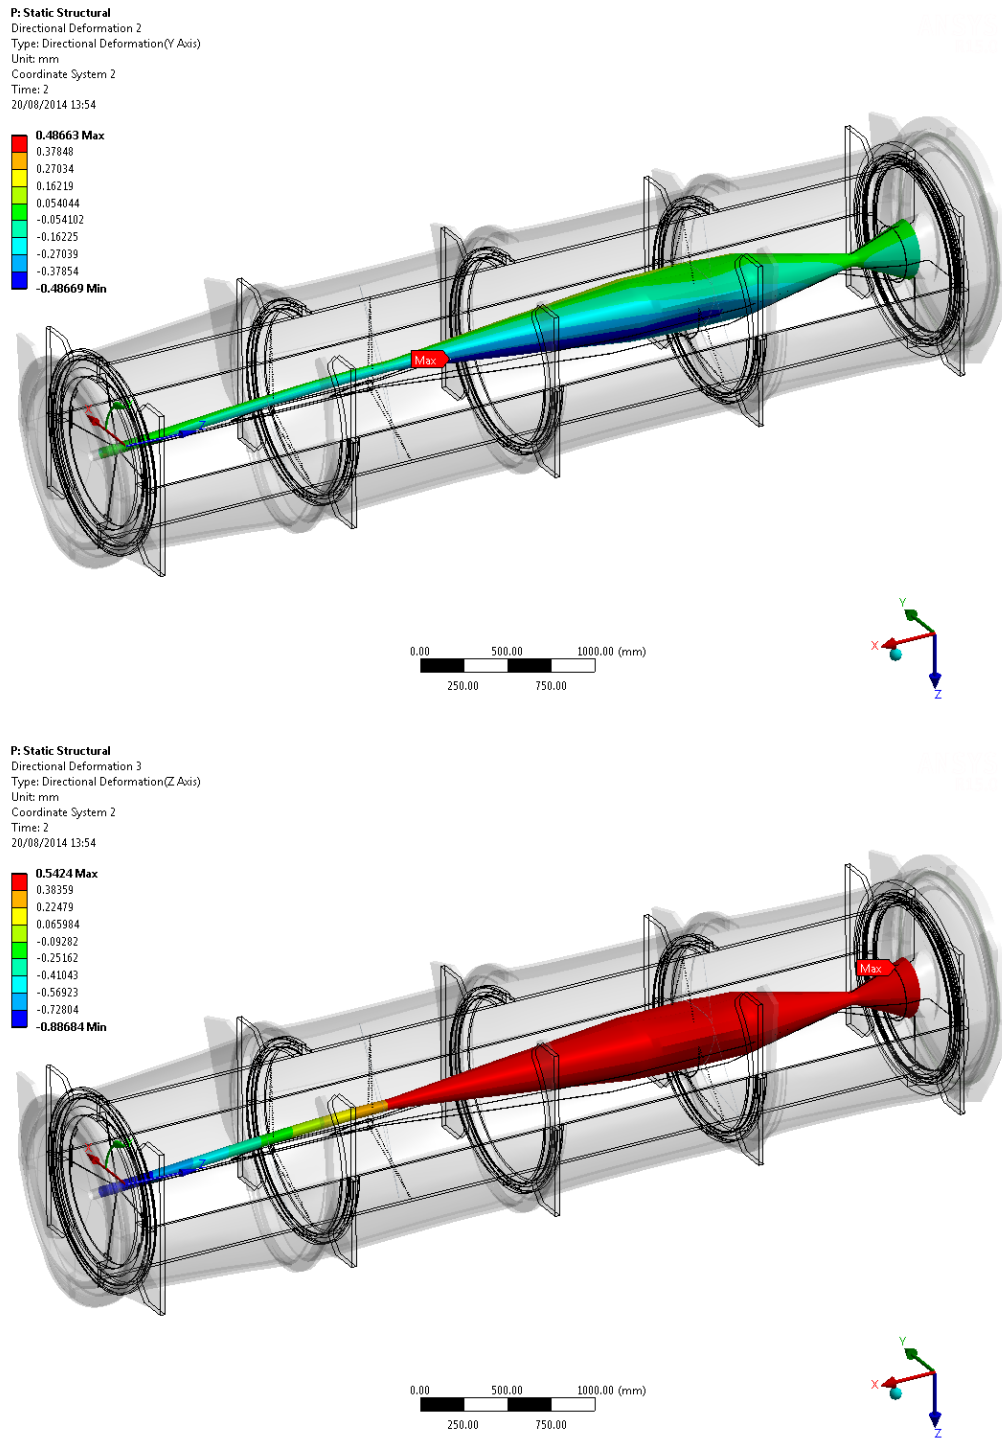 P: Static Structural
Directional Deformation 2
Type: Directional Deformation(Y Axis)
Unit: mm
Coordinate System 2
Time: 2
20/08/2014 13:54
0.48663 Max
0.37848
0.27034
0.16219
0.054044
-0.054102
-0.16225
-0.27039
-0.37854
-0.48669 Min
Max
Z
0.00 500.00 1000.00 (mm)
250.00 750.00
Y
X
Z
P: Static Structural
Directional Deformation 3
Type: Directional Deformation(Z Axis)
Unit: mm
Coordinate System 2
Time: 2
20/08/2014 13:54
0.5424 Max
0.38359
0.22479
0.065984
-0.09282
-0.25162
-0.41043
-0.56923
-0.72804
-0.88684 Min
Max
Z
0.00 500.00 1000.00 (mm)
250.00 750.00
Y
X
Z